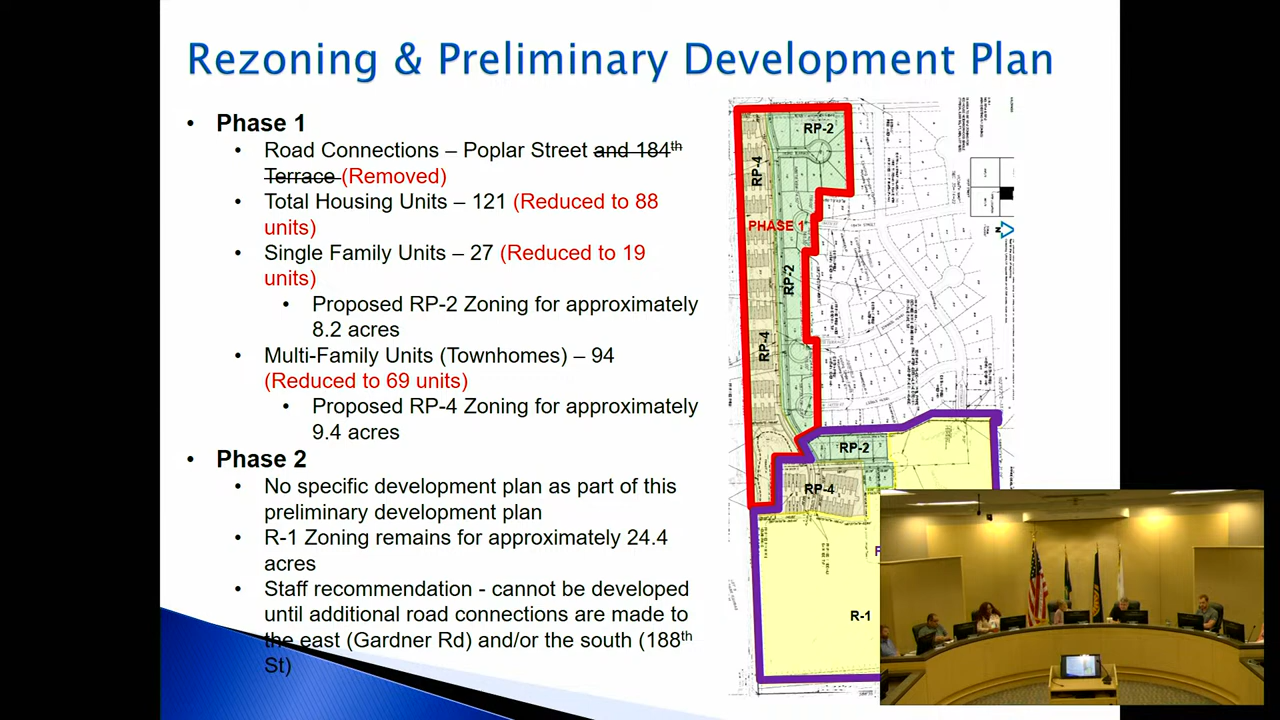 Rezoning & Preliminary Development Plan
• Phase 1
• Road Connections – Poplar Street and 184th
Terrace (Removed)
• Total Housing Units – 121 (Reduced to 88
units)
• Single Family Units – 27 (Reduced to 19
units)
• Proposed RP-2 Zoning for approximately
8.2 acres
• Multi-Family Units (Townhomes) – 94
(Reduced to 69 units)
• Proposed RP-4 Zoning for approximately
9.4 acres
• Phase 2
• No specific development plan as part of this
preliminary development plan
• R-1 Zoning remains for approximately 24.4
acres
• Staff recommendation - cannot be developed
until additional road connections are made to
the east (Gardner Rd) and/or the south (188th
St)
RP-2
RP-4
PHASE 1
RP-2
RP-4
RP-2
RP-4
R-1